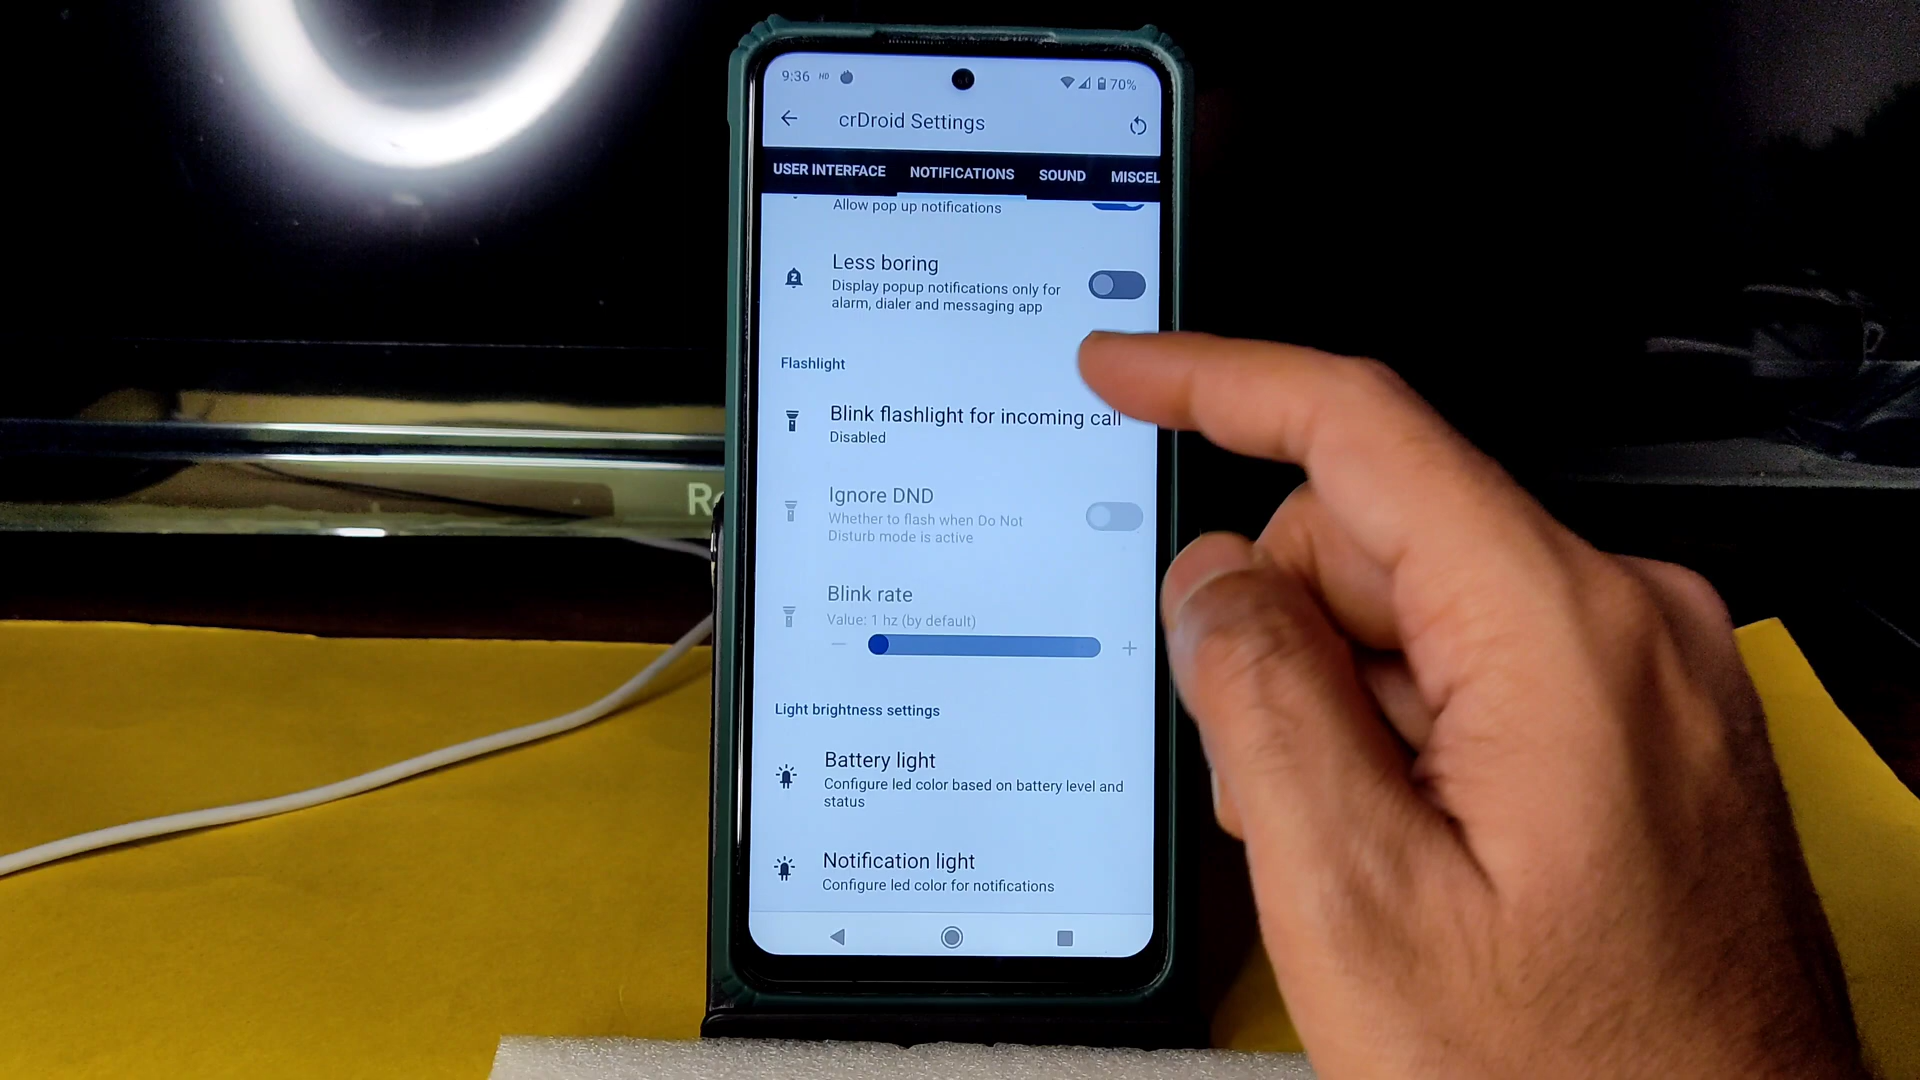 9:36 HD 70%
crDroid Settings
USER INTERFACE NOTIFICATIONS SOUND MISCEL
Allow pop up notifications
Less boring
Display popup notifications only for
alarm, dialer and messaging app
Flashlight
Blink flashlight for incoming call
Disabled
Ignore DND
Whether to flash when Do Not
Disturb mode is active
Blink rate
Value: 1 hz (by default)
Light brightness settings
Battery light
Configure led color based on battery level and
status
Notification light
Configure led color for notifications